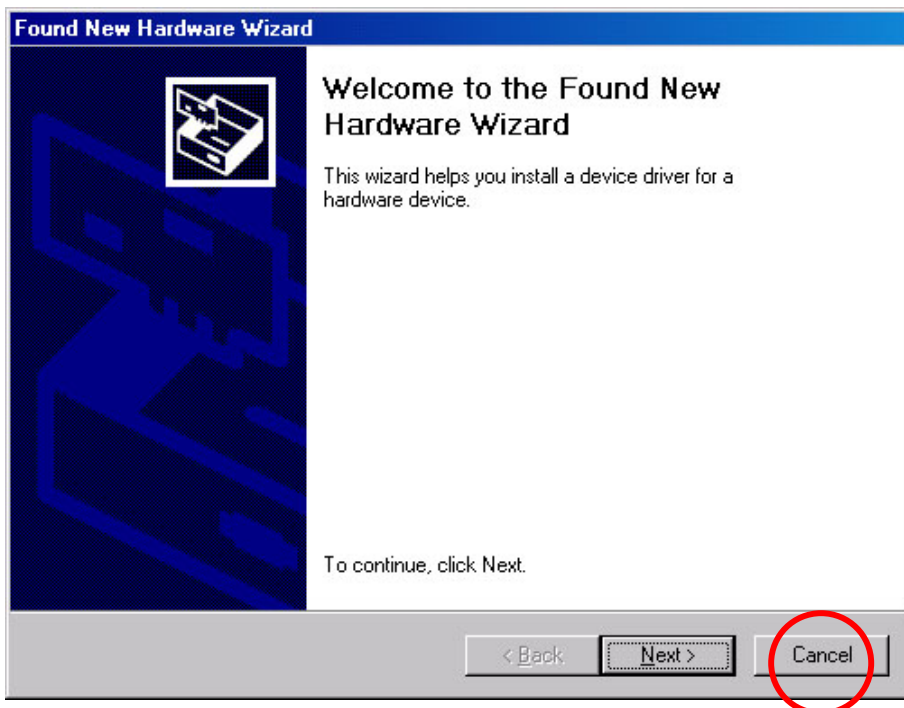 Found New Hardware Wizard
Welcome to the Found New
Hardware Wizard
This wizard helps you install a device driver for a
hardware device.
To continue, click Next.
< Back Next > Cancel